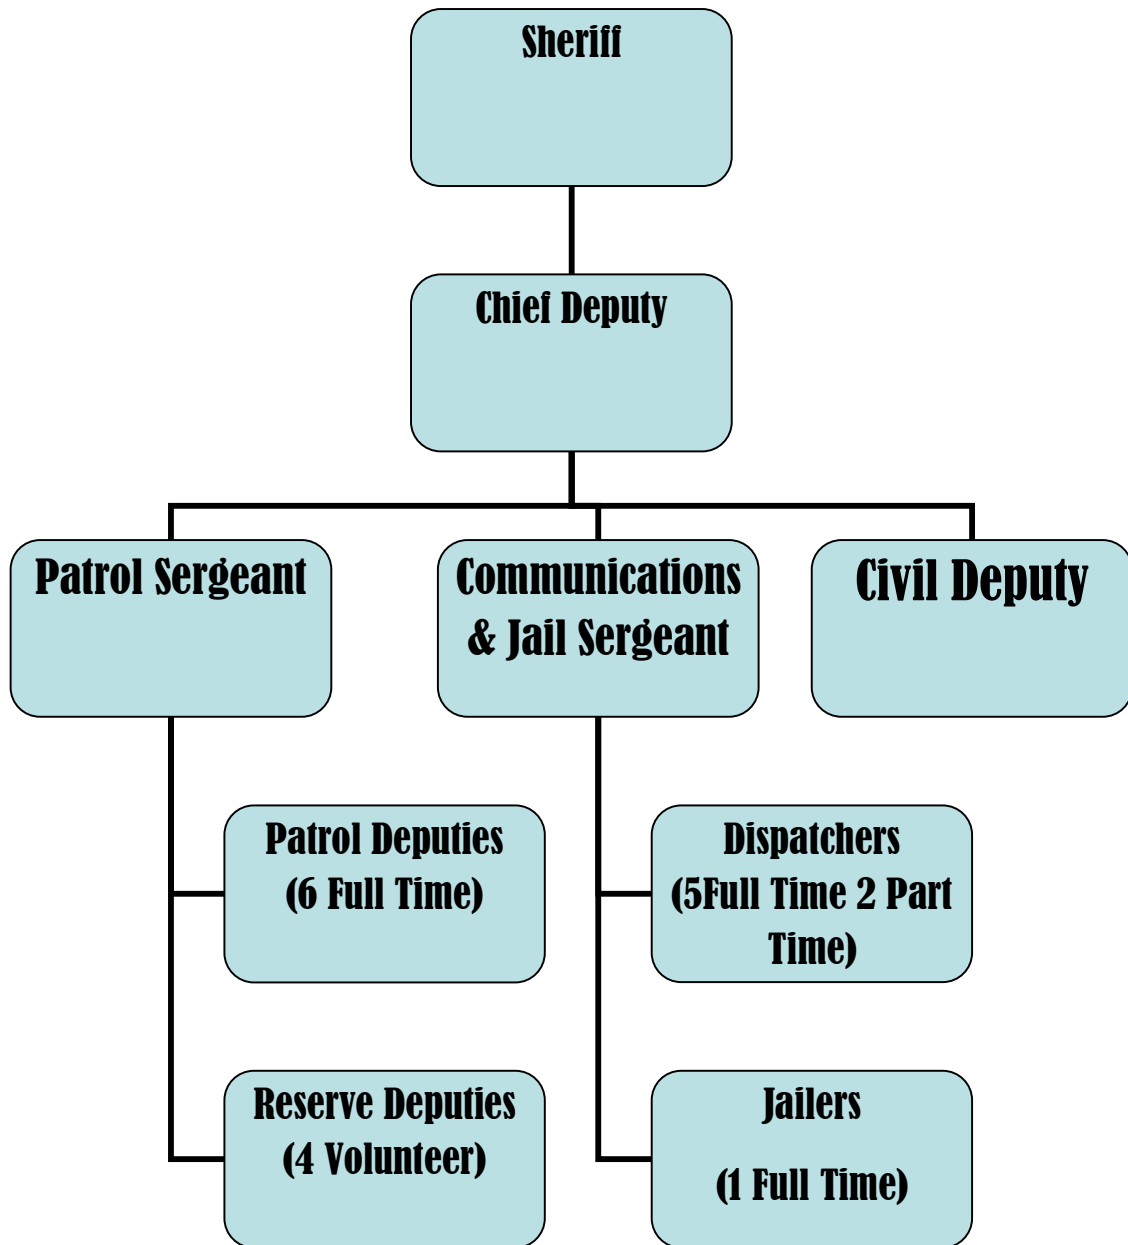 Sheriff
Chief Deputy
Patrol Sergeant
Communications
& Jail Sergeant
Civil Deputy
Patrol Deputies
(6 Full Time)
Dispatchers
(5Full Time 2 Part
Time)
Reserve Deputies
(4 Volunteer)
Jailers
(1 Full Time)